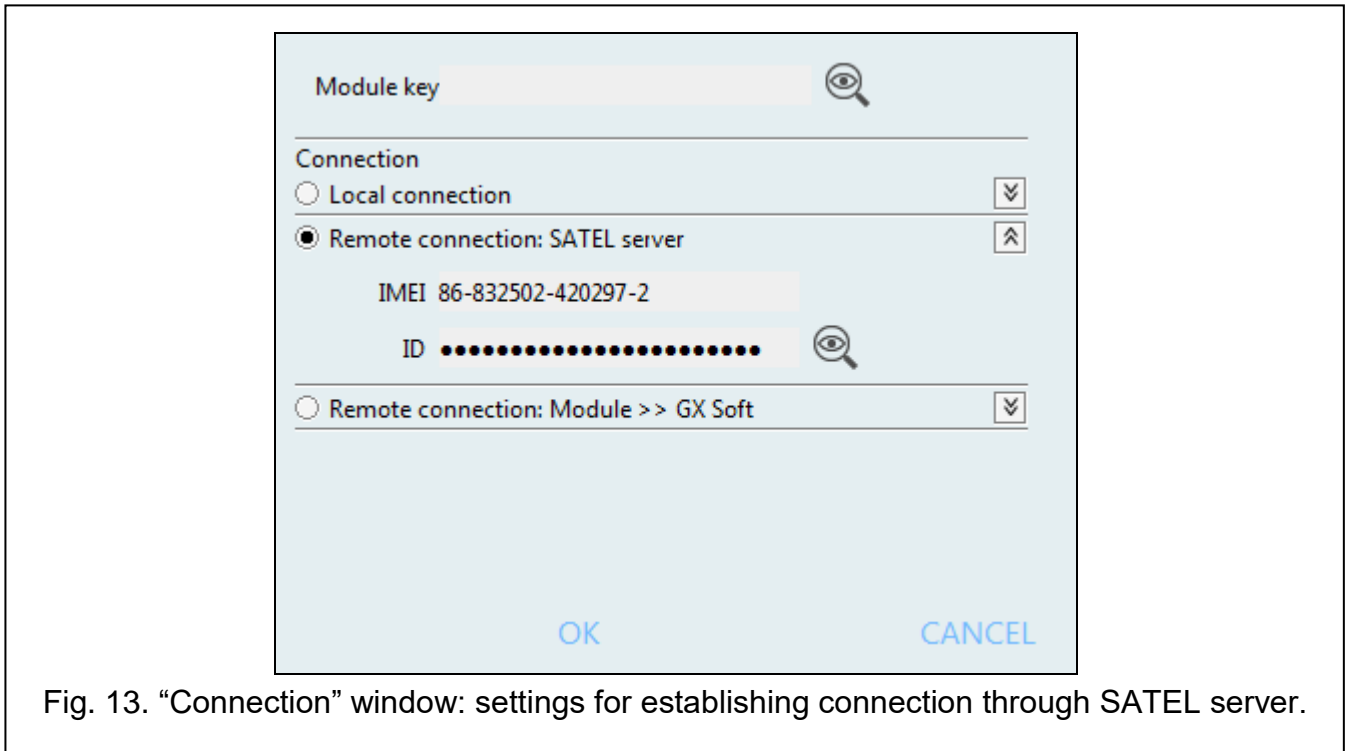 Module key
Connection
Local connection
Remote connection: SATEL server
IMEI 86-832502-420297-2
ID ●●●●●●●●●●●●●●●●●●●●●●●
Remote connection: Module >> GX Soft
OK CANCEL
Fig. 13. “Connection” window: settings for establishing connection through SATEL server.